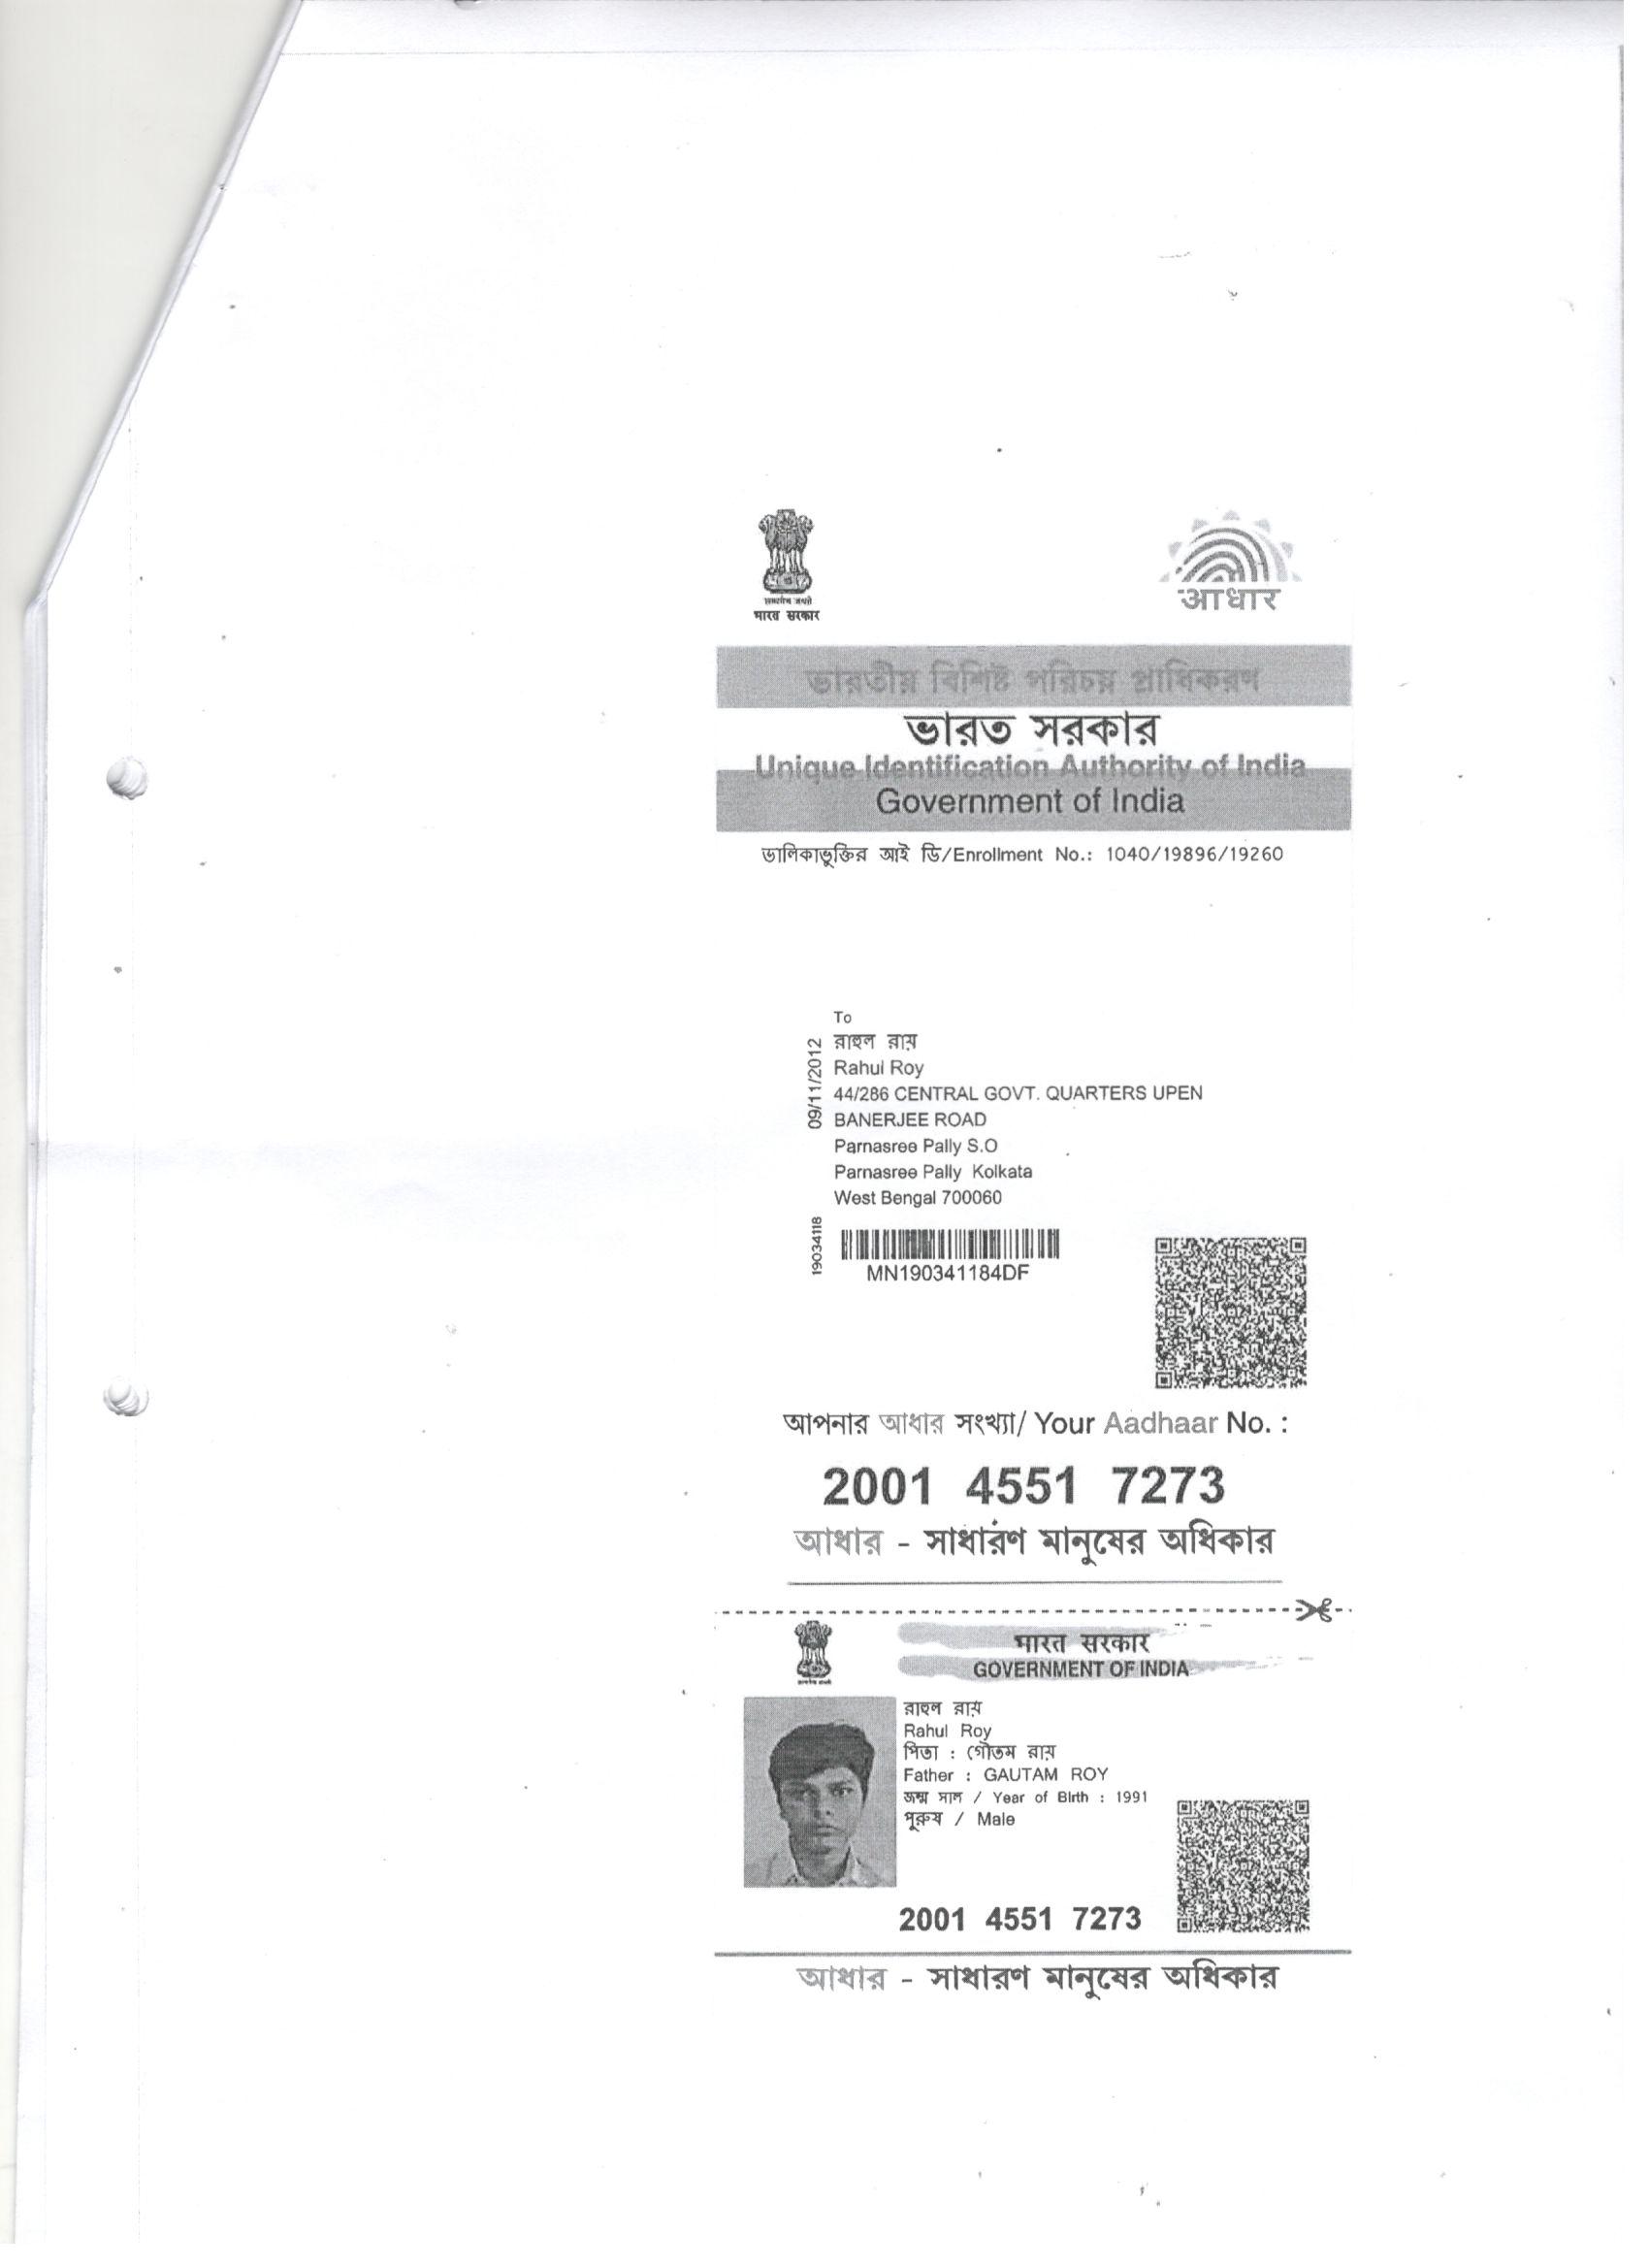 भारत सरकार
आधार
ভারতীয় বিশিষ্ট পরিচয় প্রাধিকরণ
ভারত সরকার
Unique Identification Authority of India
Government of India
তালিকাভুক্তির আই ডি/Enrollment No.: 1040/19896/19260
To
রাহুল রায়
Rahul Roy
44/286 CENTRAL GOVT. QUARTERS UPEN
BANERJEE ROAD
Parnasree Pally S.O
Parnasree Pally Kolkata
West Bengal 700060
09/11/2012
19034118
MN190341184DF
আপনার আধার সংখ্যা/ Your Aadhaar No. :
2001 4551 7273
আধার - সাধারণ মানুষের অধিকার
भारत सरकार
GOVERNMENT OF INDIA
রাহুল রায়
Rahul Roy
পিতা : গৌতম রায়
Father : GAUTAM ROY
জন্ম সাল / Year of Birth : 1991
পুরুষ / Male
2001 4551 7273
আধার - সাধারণ মানুষের অধিকার